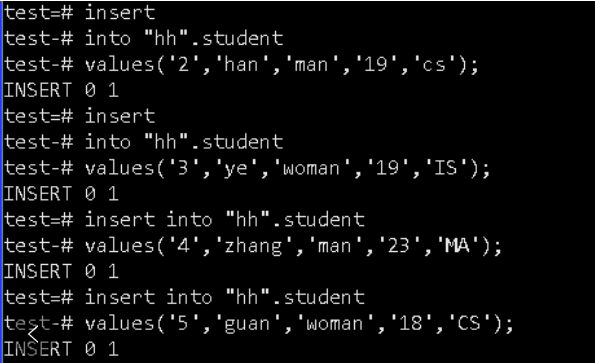 test=# insert
test-# into "hh".student
test-# values('2','han','man','19','cs');
INSERT 0 1
test=# insert
test-# into "hh".student
test-# values('3','ye','woman','19','IS');
INSERT 0 1
test=# insert into "hh".student
test-# values('4','zhang','man','23','MA');
INSERT 0 1
test=# insert into "hh".student
test-# values('5','guan','woman','18','CS');
INSERT 0 1